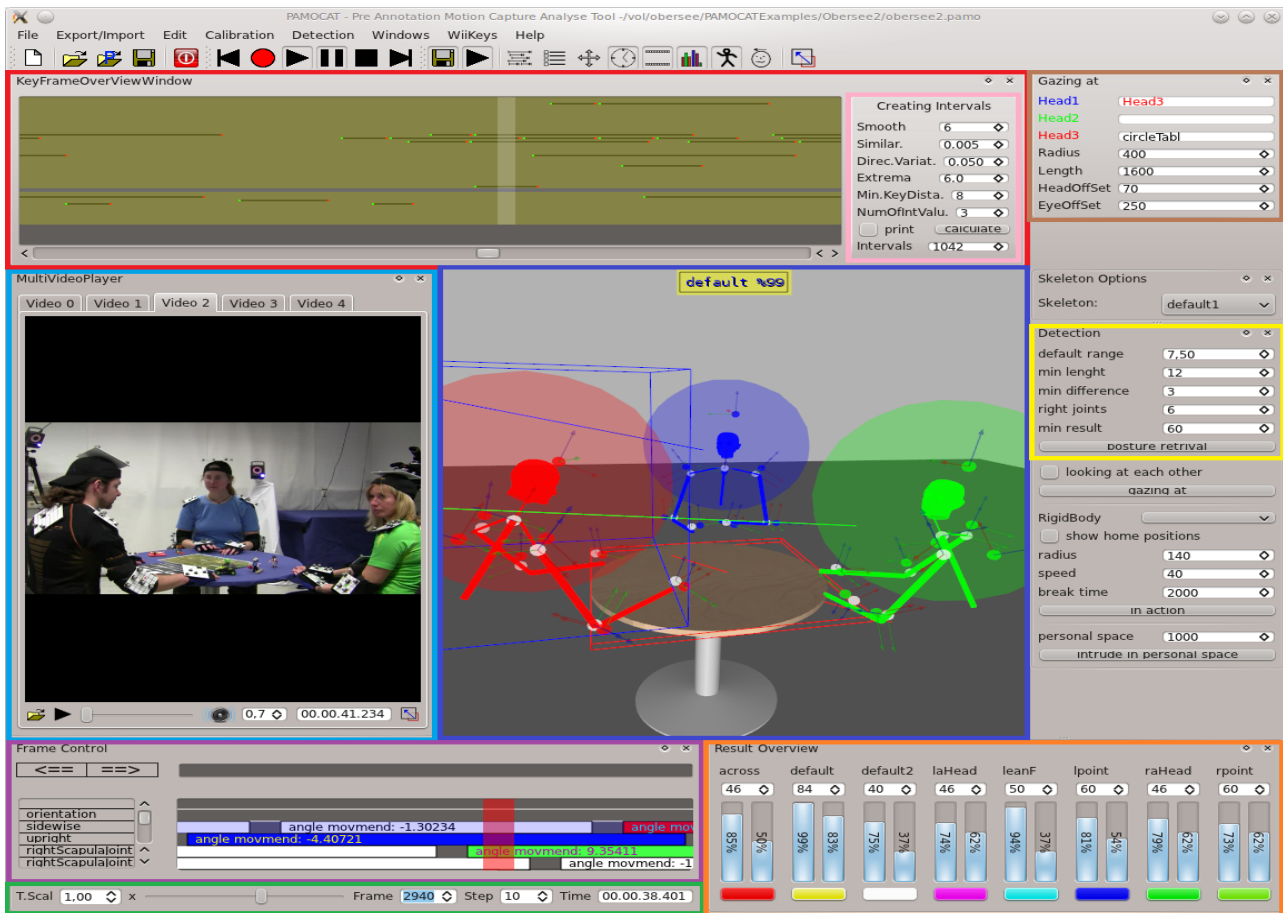 PAMOCAT - Pre Annotation Motion Capture Analyse Tool -/vol/obersee/PAMOCATExamples/Obersee2/obersee2.pamo
File Export/Import Edit Calibration Detection Windows WiiKeys Help
KeyFrameOverViewWindow
Creating Intervals
Smooth 6
Similar. 0.005
Direc.Variat. 0.050
Extrema 6.0
Min.KeyDista. 8
NumOfIntValu. 3
print calculate
Intervals 1042
Gazing at
Head1 Head3
Head2
Head3 circleTabl
Radius 400
Length 1600
HeadOffSet 70
EyeOffSet 250
MultiVideoPlayer
Video 0 Video 1 Video 2 Video 3 Video 4
0,7 00.00.41.234
default %99
Skeleton Options
Skeleton: default1
Detection
default range 7,50
min lenght 12
min difference 3
right joints 6
min result 60
posture retrival
looking at each other
gazing at
RigidBody
show home positions
radius 140
speed 40
break time 2000
in action
personal space 1000
intrude in personal space
Frame Control
<== ==>
orientation
sidewise angle movmend: -1.30234 angle mov
upright angle movmend: -4.40721
rightScapulaJoint angle movmend: 9.35411
rightScapulaJoint angle movmend: -1
T.Scal 1,00 x Frame 2940 Step 10 Time 00.00.38.401
Result Overview
across default default2 laHead leanF lpoint raHead rpoint
46 84 40 46 50 60 46 60
85% 50% 99% 83% 75% 37% 74% 62% 94% 37% 81% 54% 79% 62% 82% 62%